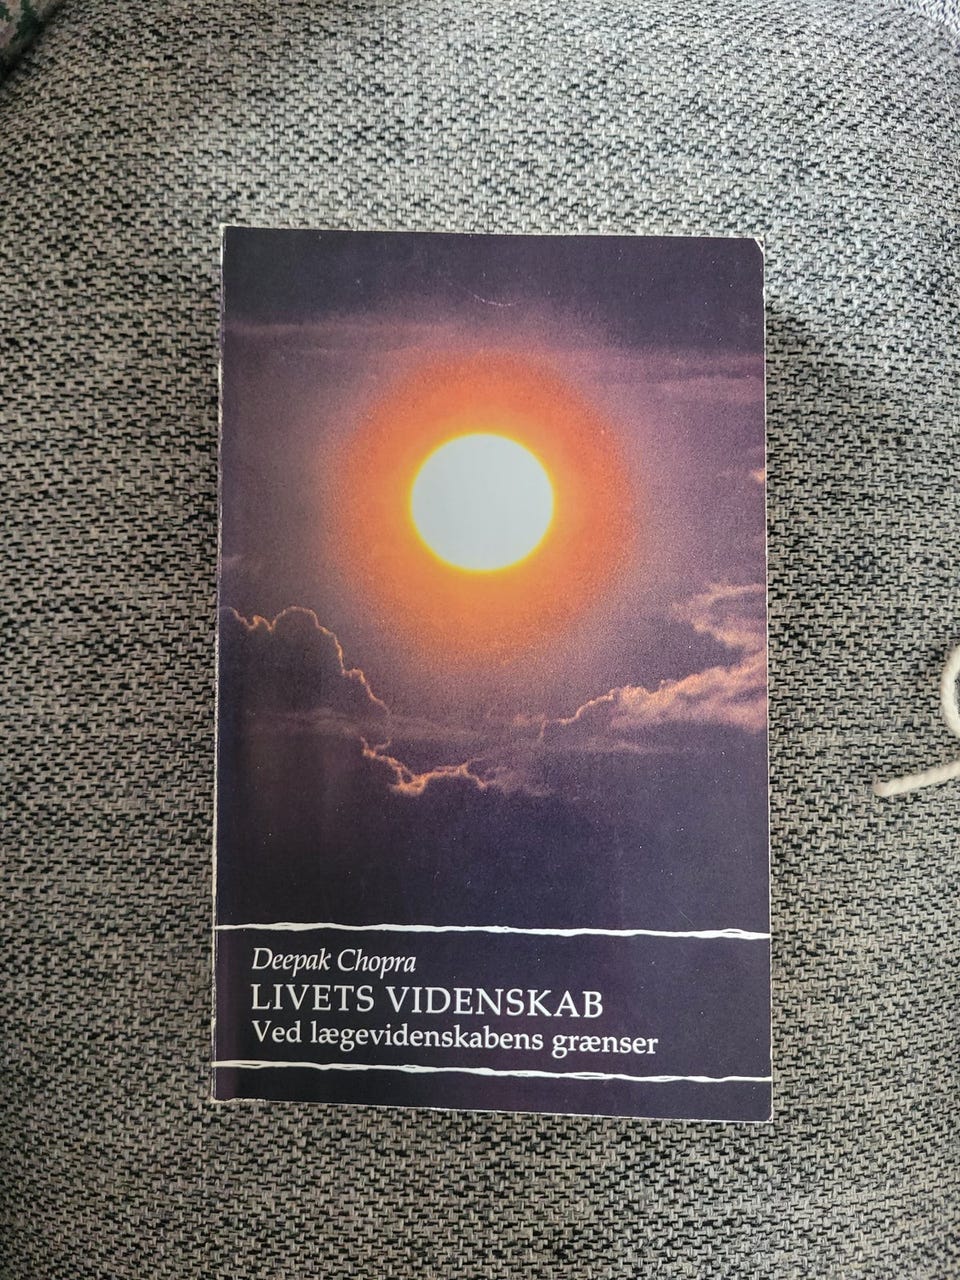 Deepak Chopra
LIVETS VIDENSKAB
Ved lægevidenskabens grænser